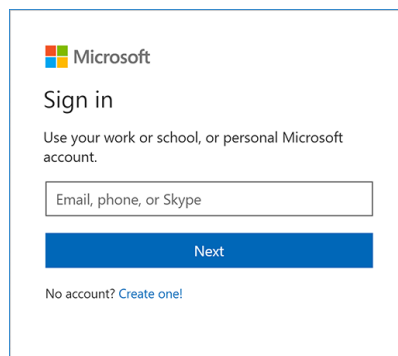 Microsoft
Sign in
Use your work or school, or personal Microsoft
account.
Email, phone, or Skype
Next
No account? Create one!